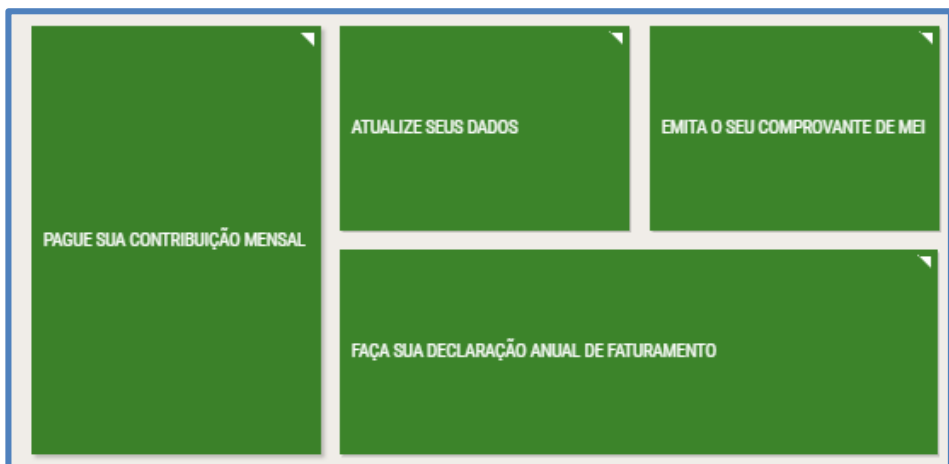 PAGUE SUA CONTRIBUIÇÃO MENSAL
ATUALIZE SEUS DADOS
EMITA O SEU COMPROVANTE DE MEI
FAÇA SUA DECLARAÇÃO ANUAL DE FATURAMENTO